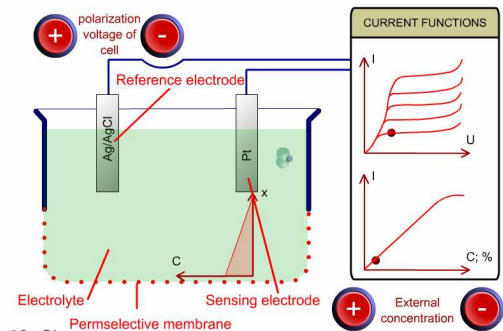 polarization
voltage of
cell
+
-
Reference electrode
Ag/AgCl
Pt
x
C
Electrolyte
Sensing electrode
Permselective membrane
CURRENT FUNCTIONS
I
U
I
C; %
+
External
concentration
-